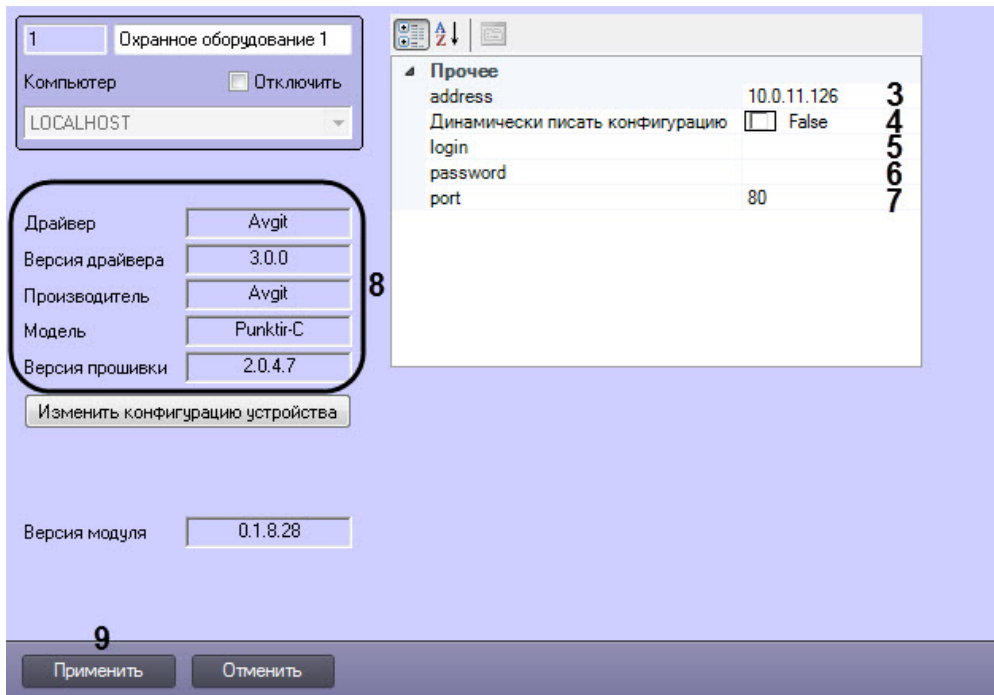 1 Охранное оборудование 1
Компьютер Отключить
LOCALHOST
Драйвер Avgit
Версия драйвера 3.0.0
Производитель Avgit
8
Модель Punktir-C
Версия прошивки 2.0.4.7
Изменить конфигурацию устройства
Версия модуля 0.1.8.28
Прочее
address 10.0.11.126 3
Динамически писать конфигурацию False 4
login 5
password 6
port 80 7
9
Применить Отменить